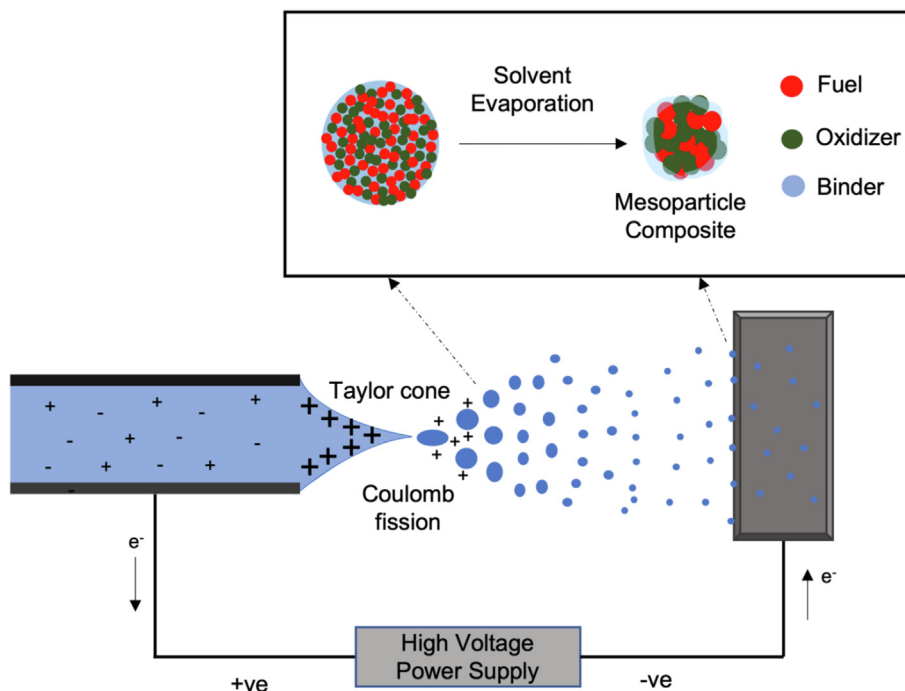 Solvent
Evaporation
Fuel
Oxidizer
Binder
Mesoparticle
Composite
Taylor cone
Coulomb
fission
e-
e-
High Voltage
Power Supply
+ve
-ve